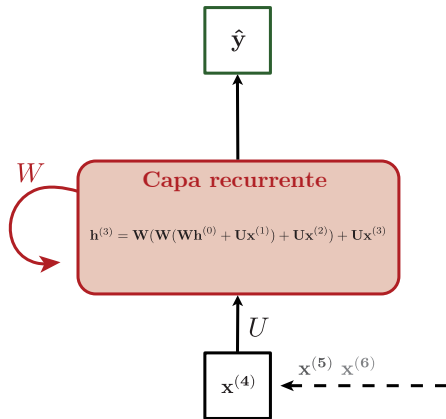 ŷ
W
Capa recurrente
h⁽³⁾ = W(W(Wh⁽⁰⁾ + Ux⁽¹⁾) + Ux⁽²⁾) + Ux⁽³⁾
U
x⁽⁵⁾ x⁽⁶⁾
x⁽⁴⁾